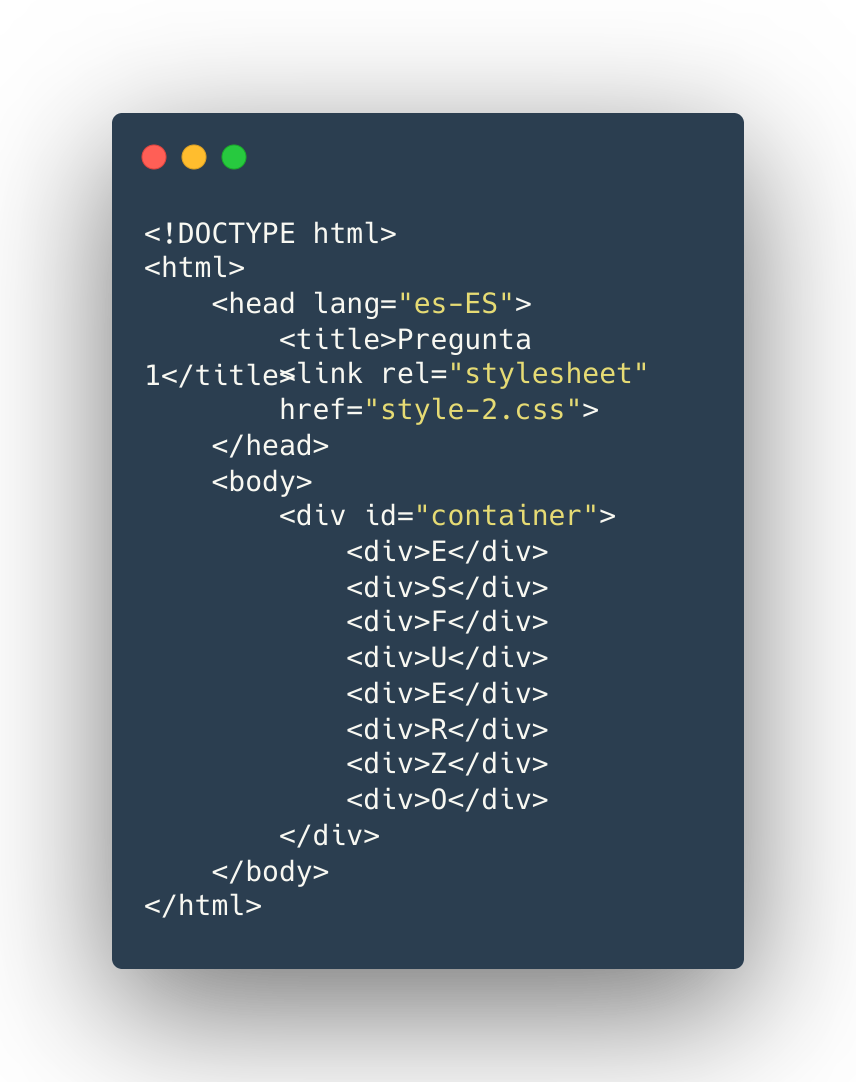 <!DOCTYPE html>
<html>
    <head lang="es-ES">
        <title>Pregunta
1</title>
        <link rel="stylesheet"
        href="style-2.css">
    </head>
    <body>
        <div id="container">
            <div>E</div>
            <div>S</div>
            <div>F</div>
            <div>U</div>
            <div>E</div>
            <div>R</div>
            <div>Z</div>
            <div>O</div>
        </div>
    </body>
</html>